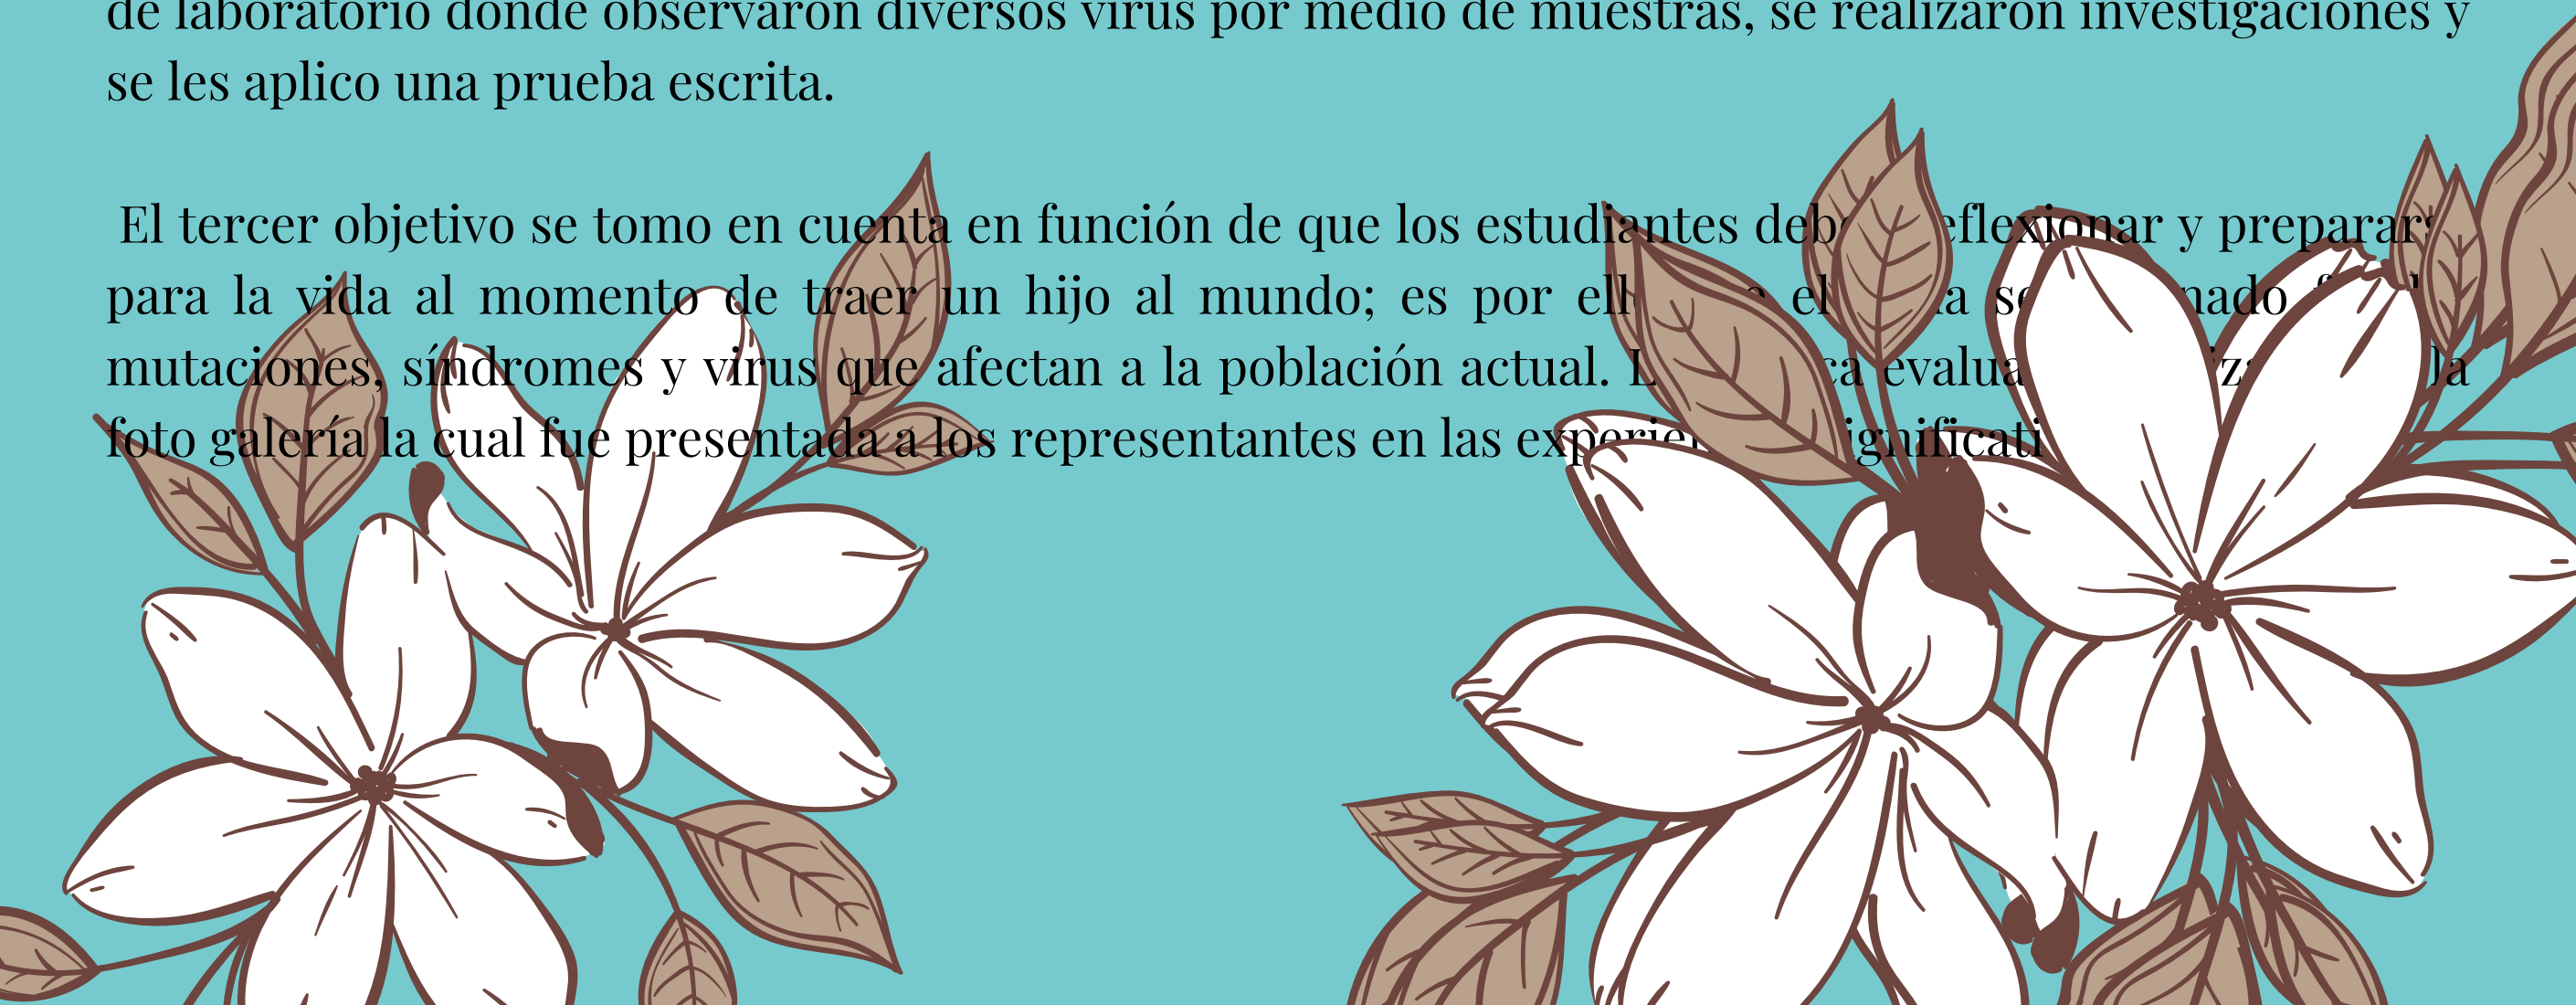 de laboratorio donde observaron diversos virus por medio de muestras, se realizaron investigaciones y
se les aplico una prueba escrita.
El tercer objetivo se tomo en cuenta en función de que los estudiantes y
para la vida al momento de traer un hijo al mundo; es por
mutaciones, síndromes y virus que afectan a la población actual. la
foto galería la cual fue presentada a los representantes en las